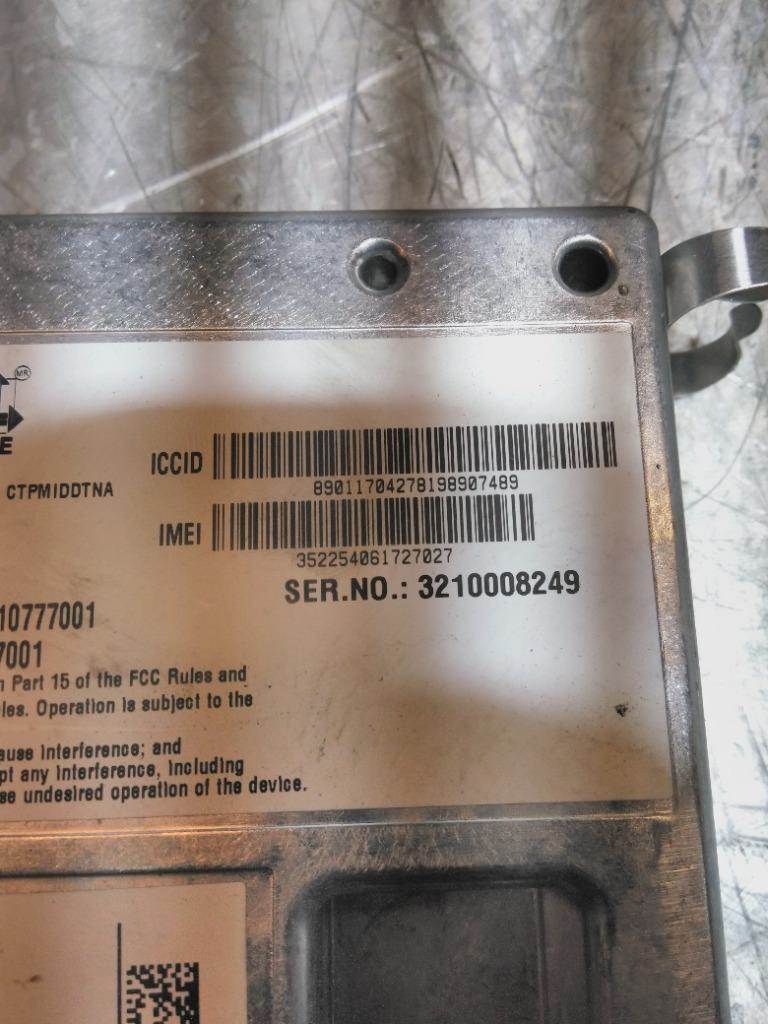 MR
E
CTPMIDDTNA
ICCID
89011704278198907489
IMEI
352254061727027
SER.NO.: 3210008249
10777001
7001
n Part 15 of the FCC Rules and
les. Operation is subject to the
ause interference; and
pt any interference, including
se undesired operation of the device.